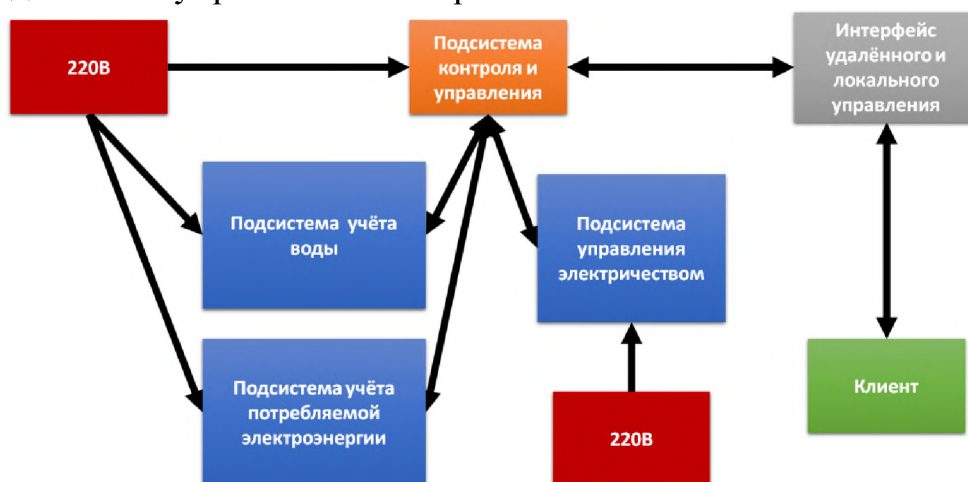 220В
Подсистема
контроля и
управления
Интерфейс
удалённого и
локального
управления
Подсистема учёта
воды
Подсистема
управления
электричеством
Подсистема учёта
потребляемой
электроэнергии
220В
Клиент